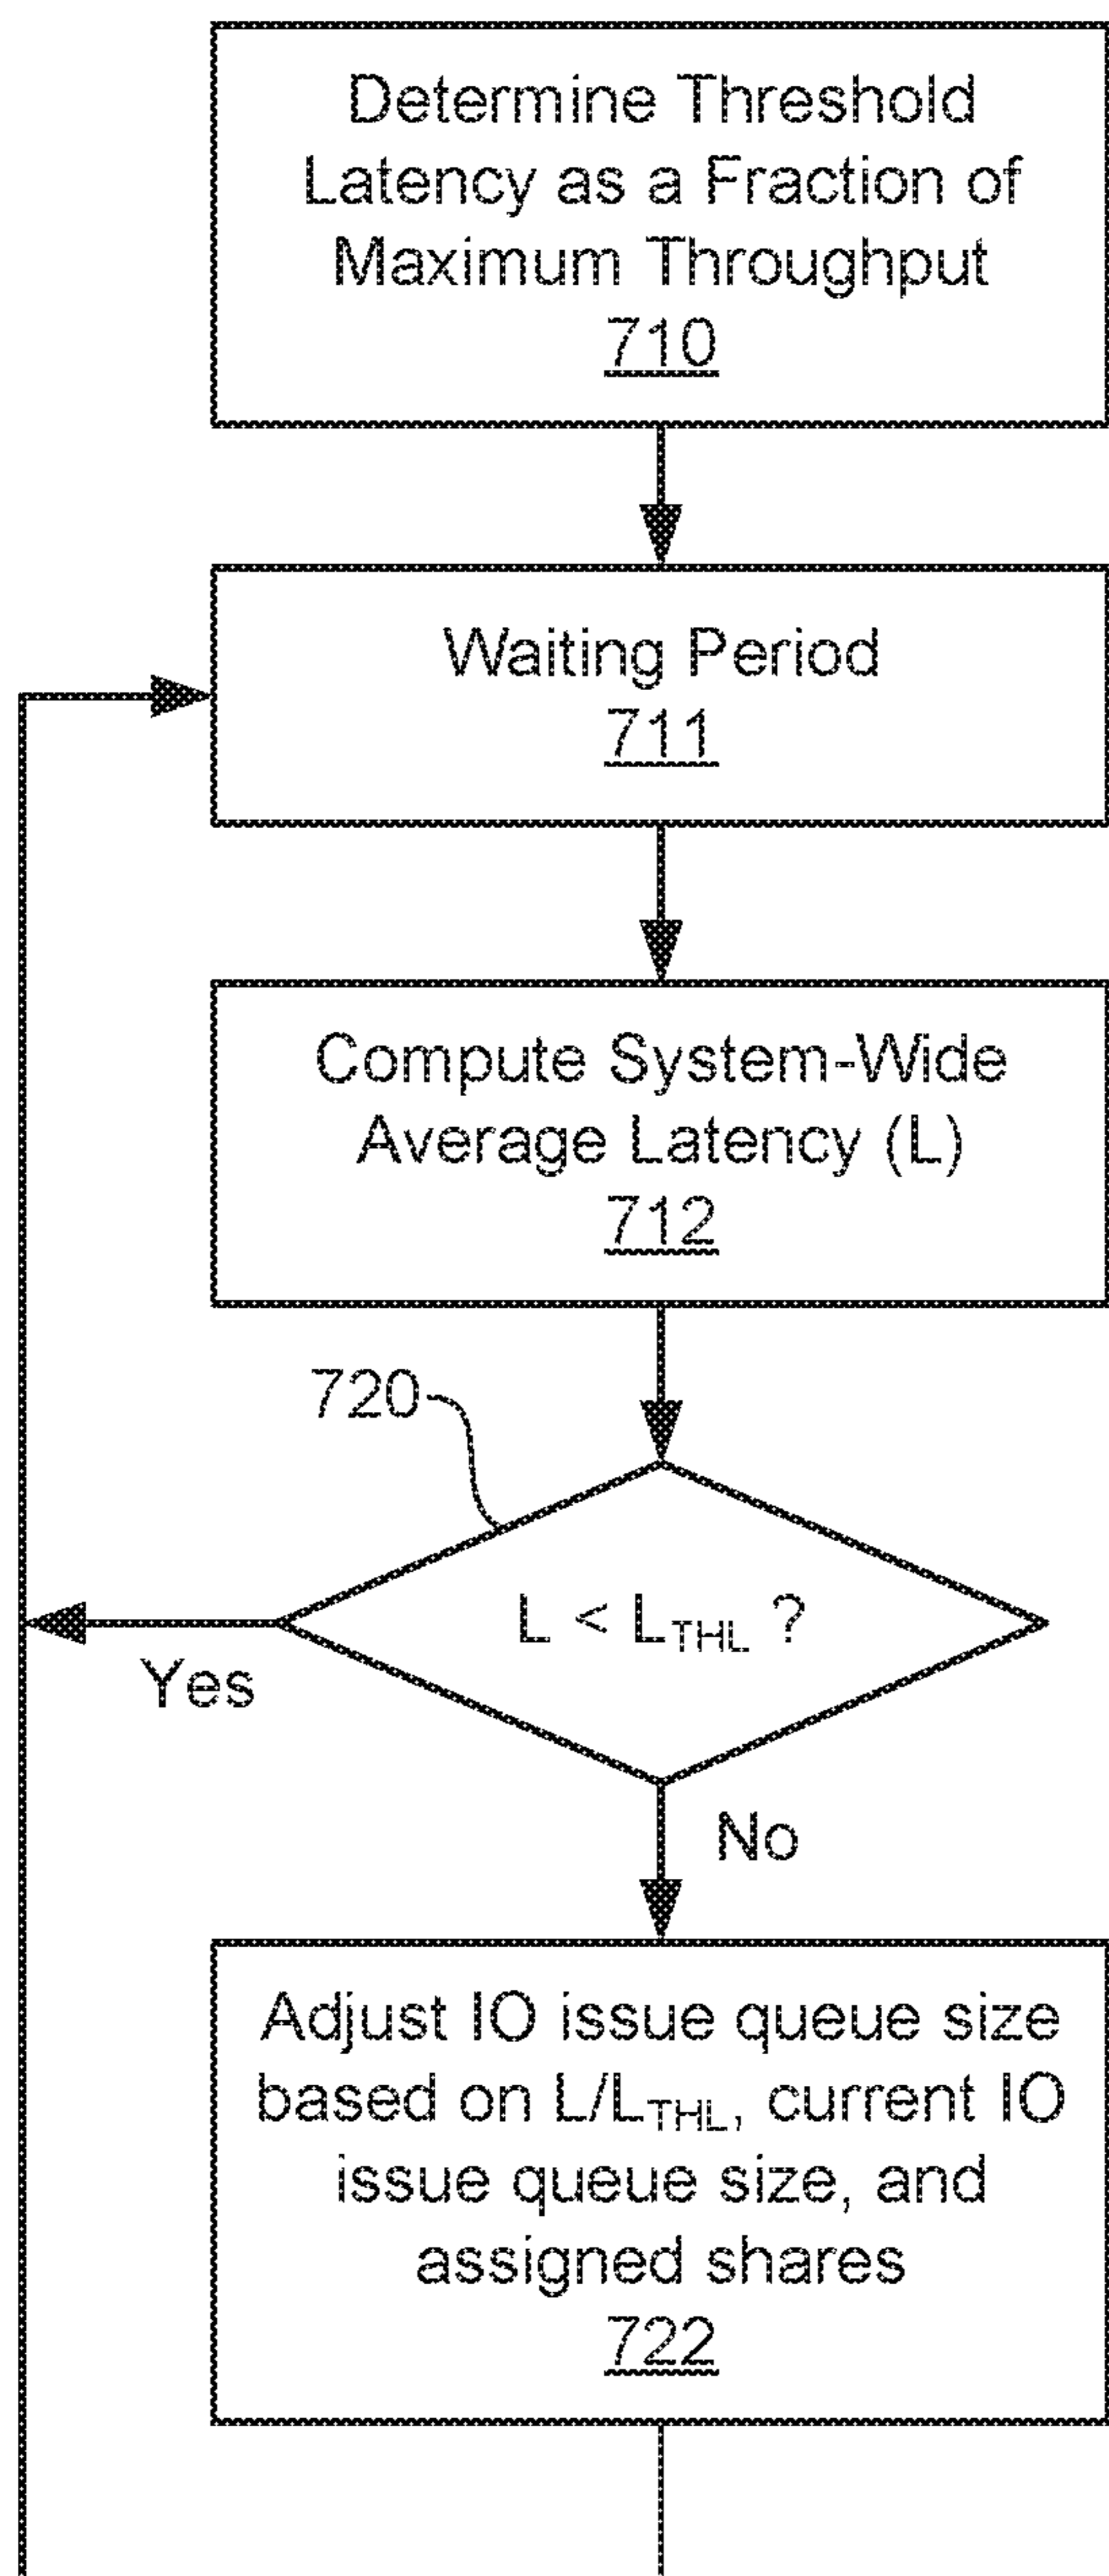 Determine Threshold
Latency as a Fraction of
Maximum Throughput
710
Waiting Period
711
Compute System-Wide
Average Latency (L)
712
720
L < LTHL ?
Yes
No
Adjust IO issue queue size
based on L/LTHL, current IO
issue queue size, and
assigned shares
722